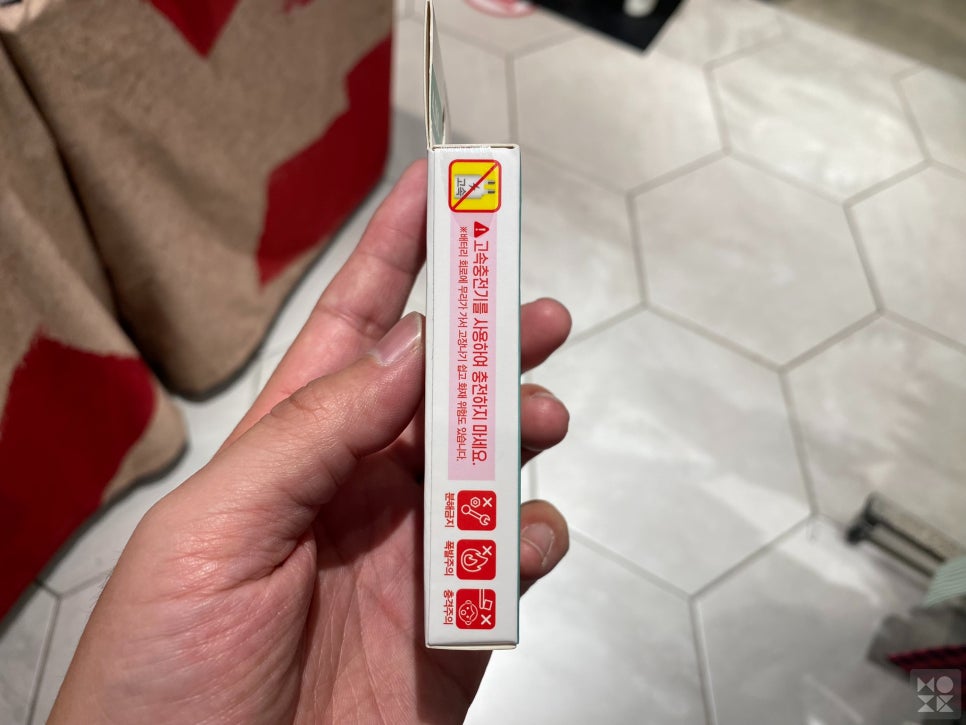 고속
고속충전기를 사용하여 충전하지 마세요.
※배터리 회로에 무리가 가서 고장나기 쉽고 화재 위험도 있습니다.
분해금지
폭발주의
충격주의